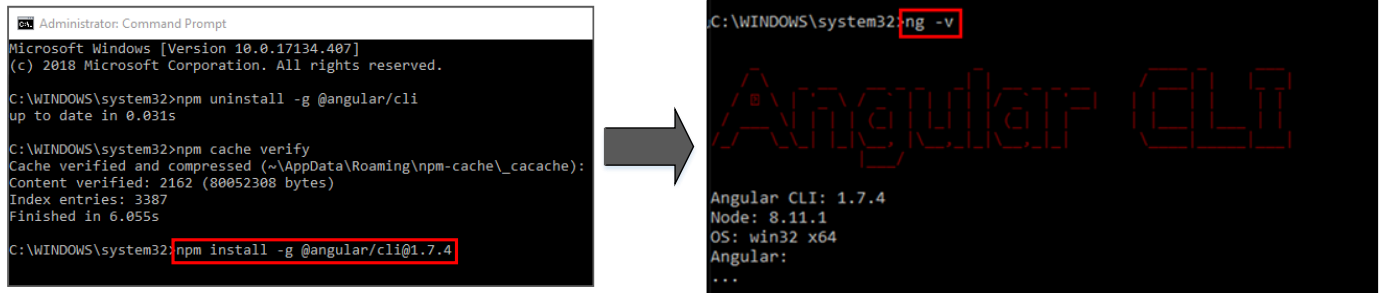 Administrator: Command Prompt
Microsoft Windows [Version 10.0.17134.407]
(c) 2018 Microsoft Corporation. All rights reserved.
C:\WINDOWS\system32>npm uninstall -g @angular/cli
up to date in 0.031s
C:\WINDOWS\system32>npm cache verify
Cache verified and compressed (~\AppData\Roaming\npm-cache\_cacache):
Content verified: 2162 (80052308 bytes)
Index entries: 3387
Finished in 6.055s
C:\WINDOWS\system32>npm install -g @angular/cli@1.7.4
C:\WINDOWS\system32>ng -v
Angular CLI
Angular CLI: 1.7.4
Node: 8.11.1
OS: win32 x64
Angular:
...